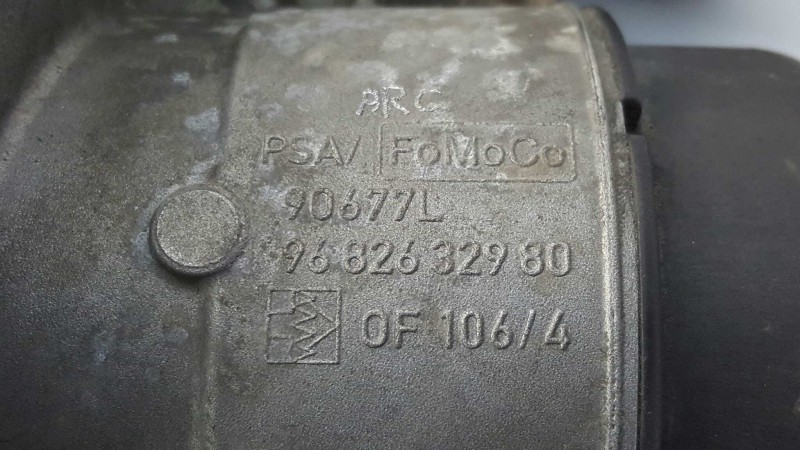 ARC
PSA/ FoMoCo
90677L
96 826 329 80
OF 106/4